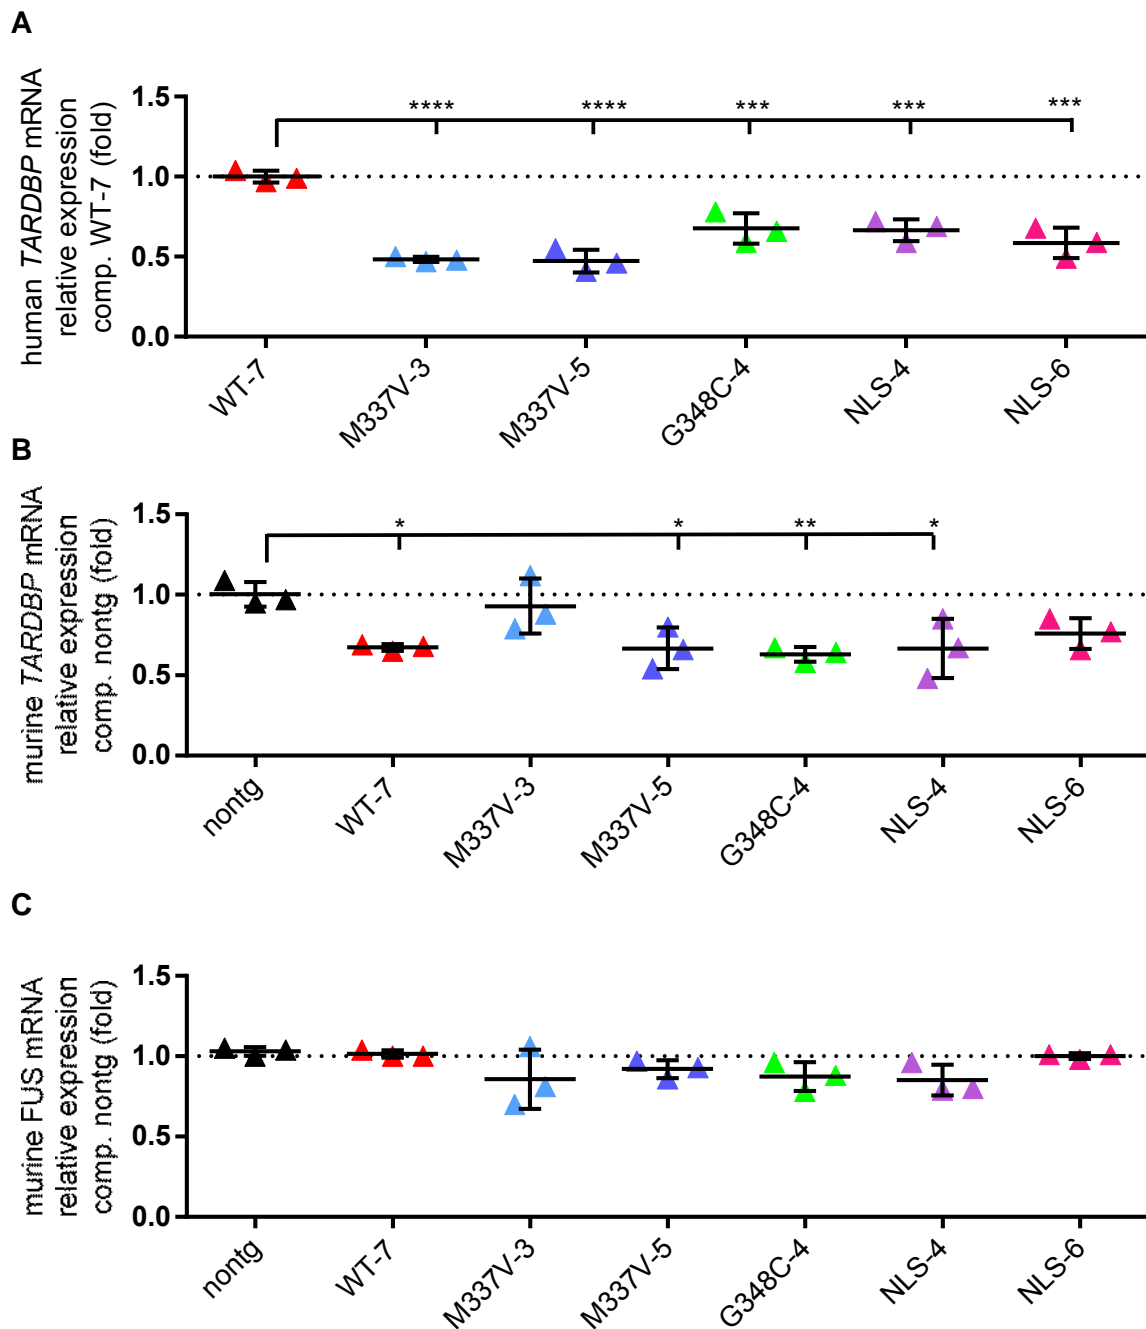 A
human TARDBP mRNA
relative expression
comp. WT-7 (fold)
1.5
1.0
0.5
0.0
**** **** *** *** ***
WT-7 M337V-3 M337V-5 G348C-4 NLS-4 NLS-6
B
murine TARDBP mRNA
relative expression
comp. nontg (fold)
1.5
1.0
0.5
0.0
* * ** *
nontg WT-7 M337V-3 M337V-5 G348C-4 NLS-4 NLS-6
C
murine FUS mRNA
relative expression
comp. nontg (fold)
1.5
1.0
0.5
0.0
nontg WT-7 M337V-3 M337V-5 G348C-4 NLS-4 NLS-6